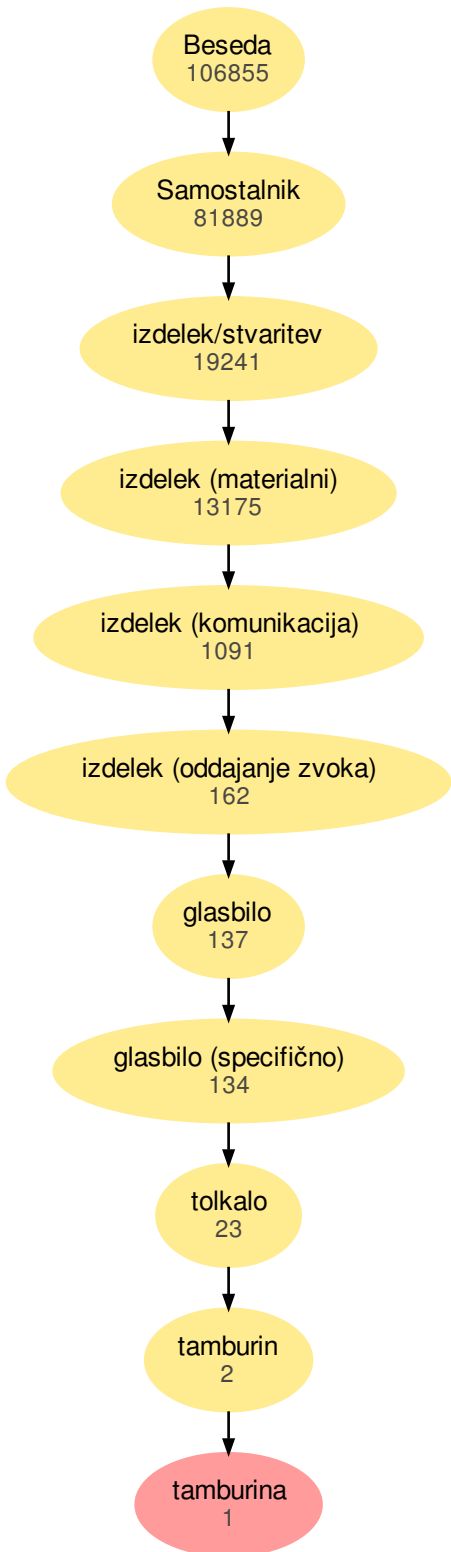 Beseda
106855
Samostalnik
81889
izdelek/stvaritev
19241
izdelek (materialni)
13175
izdelek (komunikacija)
1091
izdelek (oddajanje zvoka)
162
glasbilo
137
glasbilo (specifično)
134
tolkalo
23
tamburin
2
tamburina
1